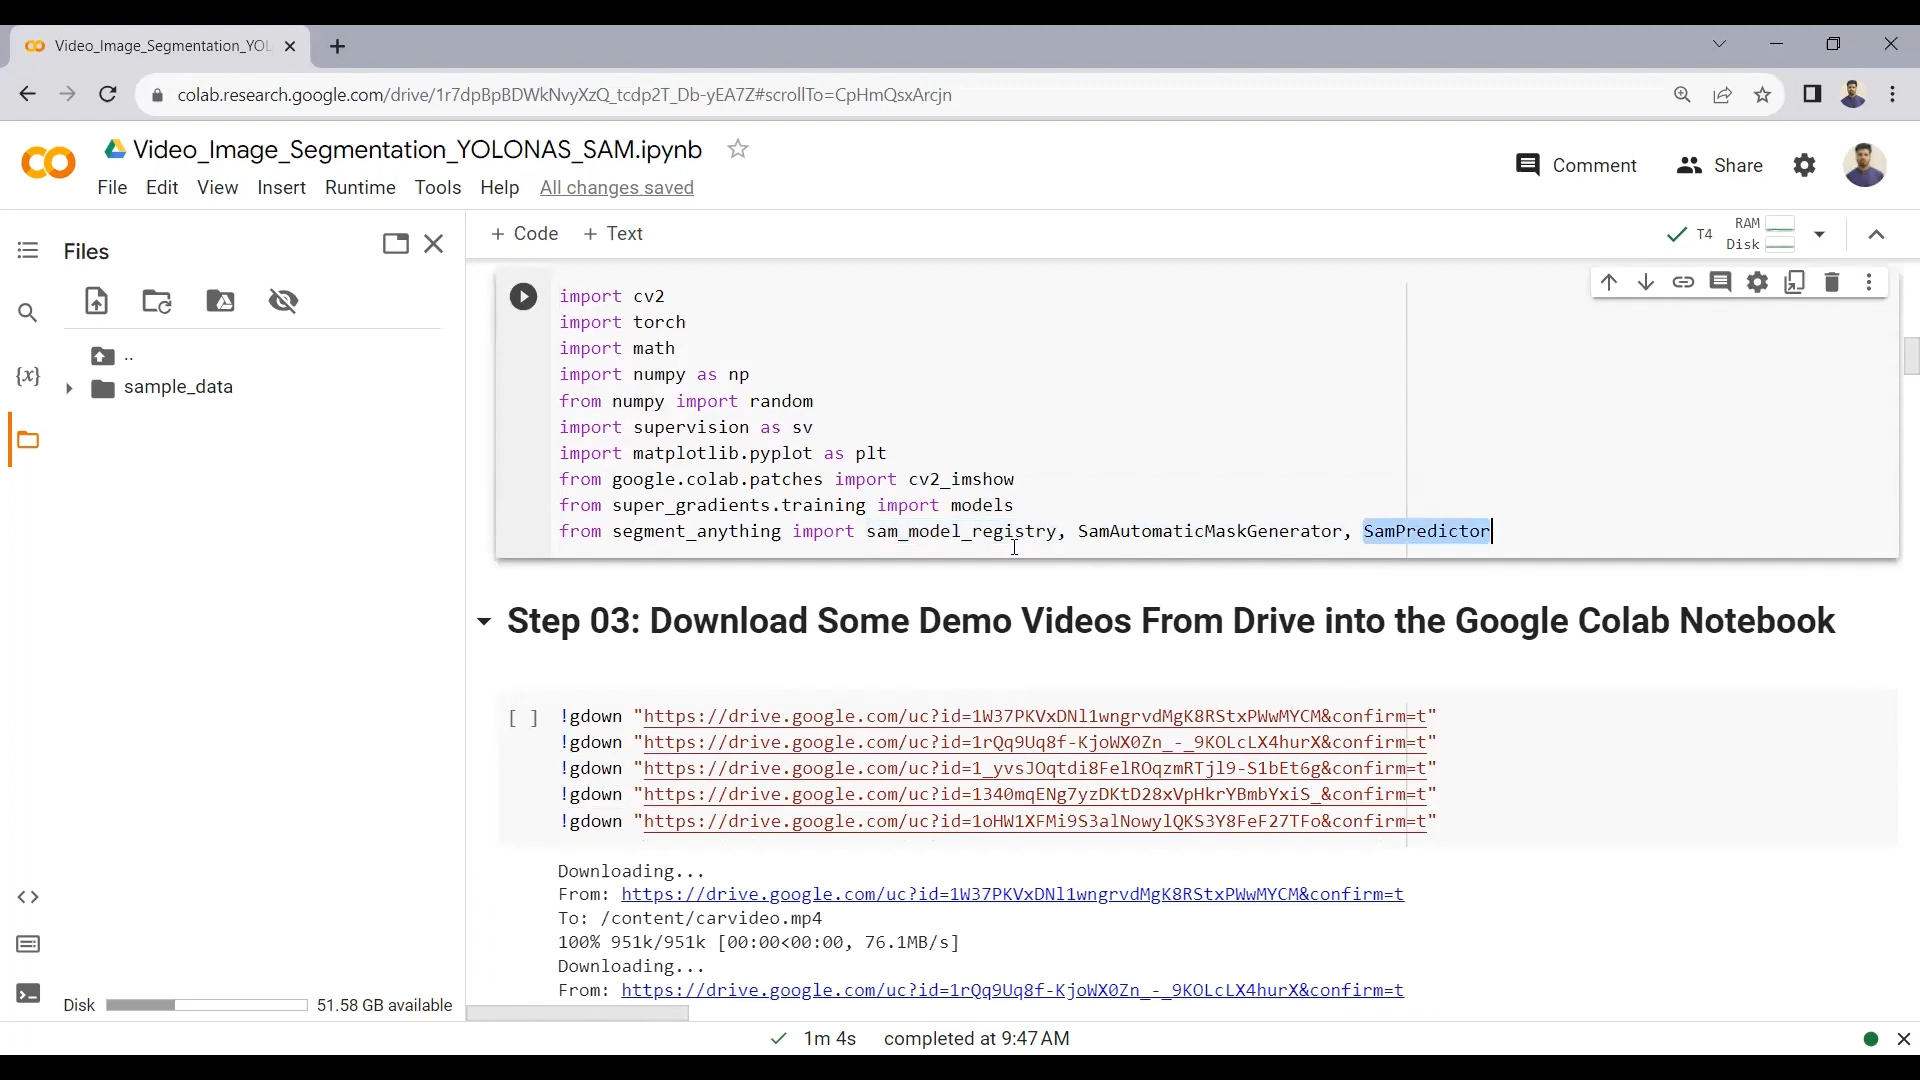 Video_Image_Segmentation_YOL
colab.research.google.com/drive/1r7dpBpBDWkNvyXzQ_tcdp2T_Db-yEA7Z#scrollTo=CpHmQsxArcjn
Video_Image_Segmentation_YOLONAS_SAM.ipynb
Comment
Share
File Edit View Insert Runtime Tools Help All changes saved
Files
+ Code + Text
T4
RAM
Disk
..
sample_data
{x}
import cv2
import torch
import math
import numpy as np
from numpy import random
import supervision as sv
import matplotlib.pyplot as plt
from google.colab.patches import cv2_imshow
from super_gradients.training import models
from segment_anything import sam_model_registry, SamAutomaticMaskGenerator, SamPredictor
Step 03: Download Some Demo Videos From Drive into the Google Colab Notebook
[ ] !gdown "https://drive.google.com/uc?id=1W37PKVxDNl1wngrvdMgK8RStxPWwMYCM&confirm=t"
!gdown "https://drive.google.com/uc?id=1rQq9Uq8f-KjoWX0Zn_-_9KOLcLX4hurX&confirm=t"
!gdown "https://drive.google.com/uc?id=1_yvsJOqtdi8FelROqzmRTjl9-S1bEt6g&confirm=t"
!gdown "https://drive.google.com/uc?id=1340mqENg7yzDKtD28xVpHkrYBmbYxiS_&confirm=t"
!gdown "https://drive.google.com/uc?id=1oHW1XFMi9S3alNowylQKS3Y8FeF27TFo&confirm=t"
Downloading...
From: https://drive.google.com/uc?id=1W37PKVxDNl1wngrvdMgK8RStxPWwMYCM&confirm=t
To: /content/carvideo.mp4
100% 951k/951k [00:00<00:00, 76.1MB/s]
Downloading...
From: https://drive.google.com/uc?id=1rQq9Uq8f-KjoWX0Zn_-_9KOLcLX4hurX&confirm=t
Disk 51.58 GB available
1m 4s completed at 9:47 AM